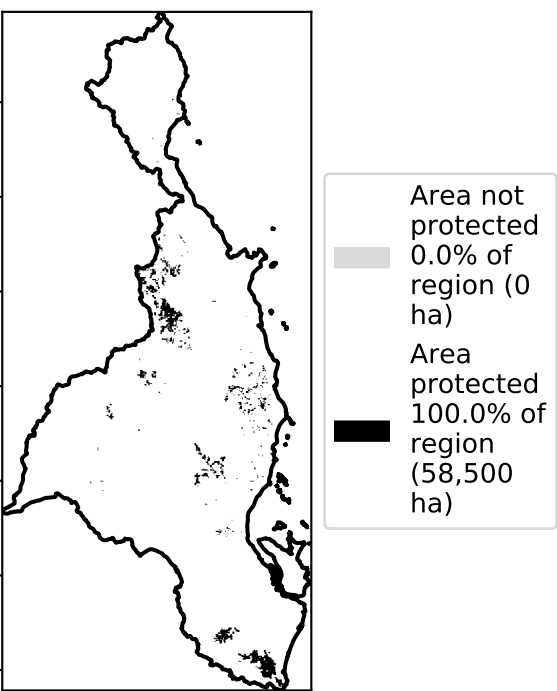 Area not
protected
0.0% of
region (0
ha)
Area
protected
100.0% of
region
(58,500
ha)